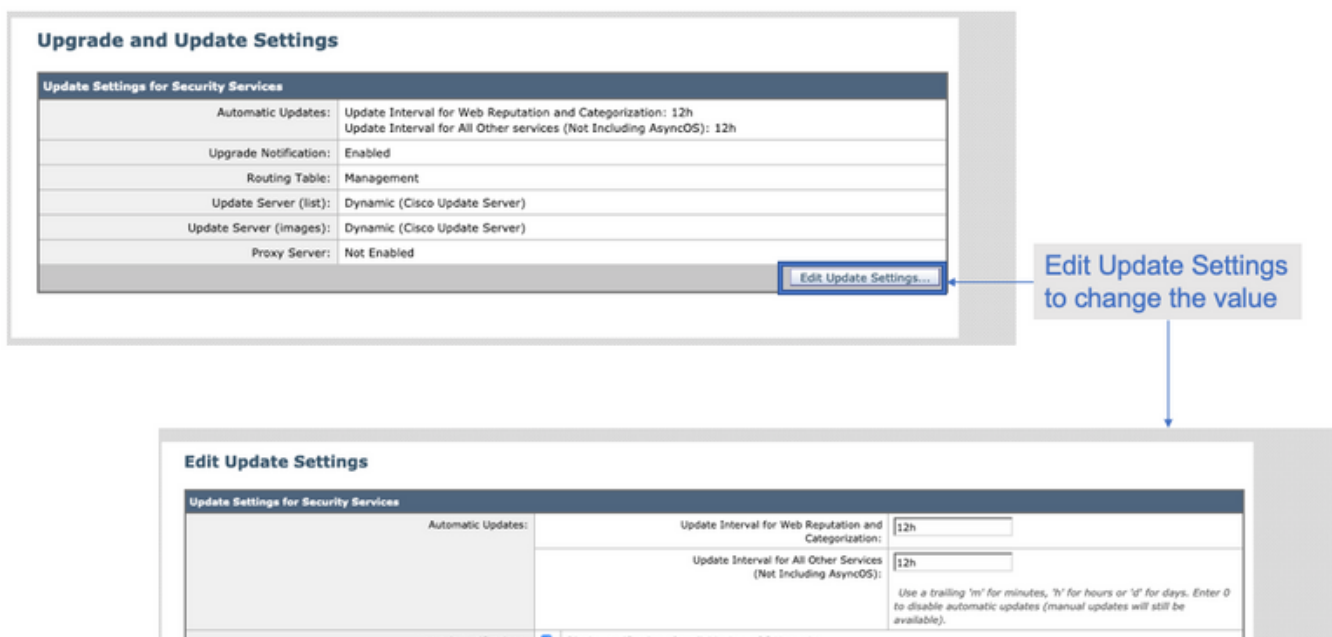 Upgrade and Update Settings
Update Settings for Security Services
Automatic Updates: Update Interval for Web Reputation and Categorization: 12h
Update Interval for All Other services (Not Including AsyncOS): 12h
Upgrade Notification: Enabled
Routing Table: Management
Update Server (list): Dynamic (Cisco Update Server)
Update Server (images): Dynamic (Cisco Update Server)
Proxy Server: Not Enabled
Edit Update Settings...
Edit Update Settings
to change the value
Edit Update Settings
Update Settings for Security Services
Automatic Updates:
Update Interval for Web Reputation and
Categorization:
12h
Update Interval for All Other Services
(Not Including AsyncOS):
12h
Use a trailing 'm' for minutes, 'h' for hours or 'd' for days. Enter 0
to disable automatic updates (manual updates will still be
available).